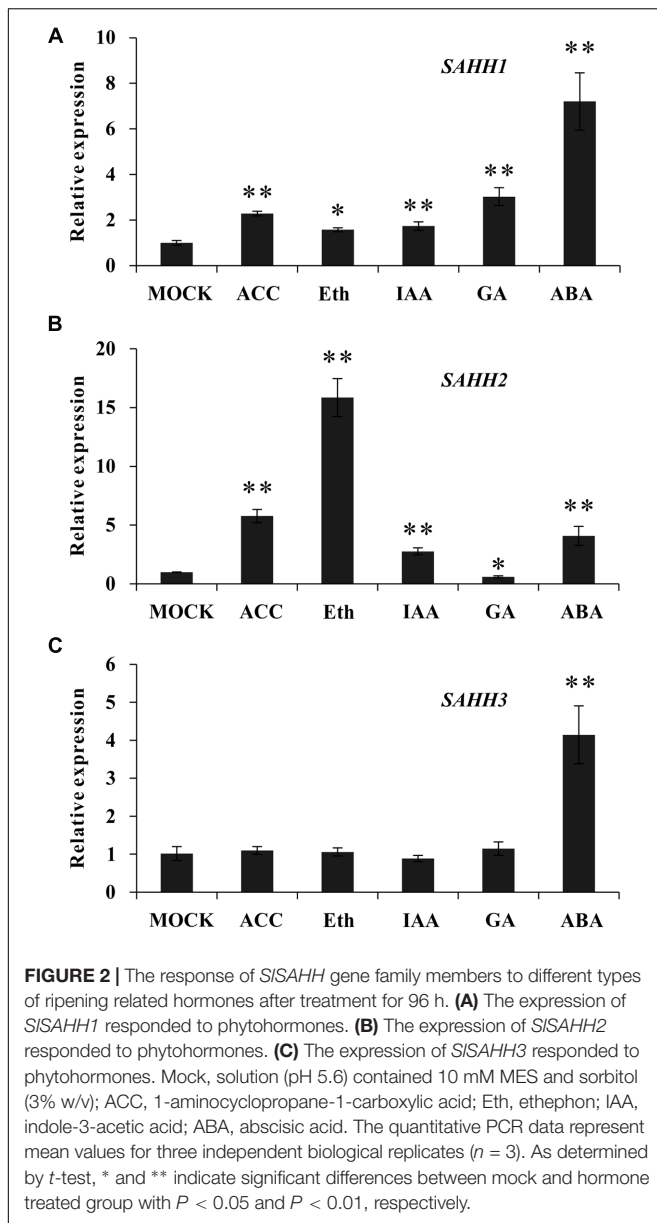 A
10
8
6
4
2
0
Relative expression
SAHH1
** * ** ** **
MOCK ACC Eth IAA GA ABA
B
20
15
10
5
0
Relative expression
SAHH2
** ** ** * **
MOCK ACC Eth IAA GA ABA
C
6
5
4
3
2
1
0
Relative expression
SAHH3
**
MOCK ACC Eth IAA GA ABA
FIGURE 2 | The response of SlSAHH gene family members to different types
of ripening related hormones after treatment for 96 h. (A) The expression of
SlSAHH1 responded to phytohormones. (B) The expression of SlSAHH2
responded to phytohormones. (C) The expression of SlSAHH3 responded to
phytohormones. Mock, solution (pH 5.6) contained 10 mM MES and sorbitol
(3% w/v); ACC, 1-aminocyclopropane-1-carboxylic acid; Eth, ethephon; IAA,
indole-3-acetic acid; ABA, abscisic acid. The quantitative PCR data represent
mean values for three independent biological replicates (n = 3). As determined
by t-test, * and ** indicate significant differences between mock and hormone
treated group with P < 0.05 and P < 0.01, respectively.